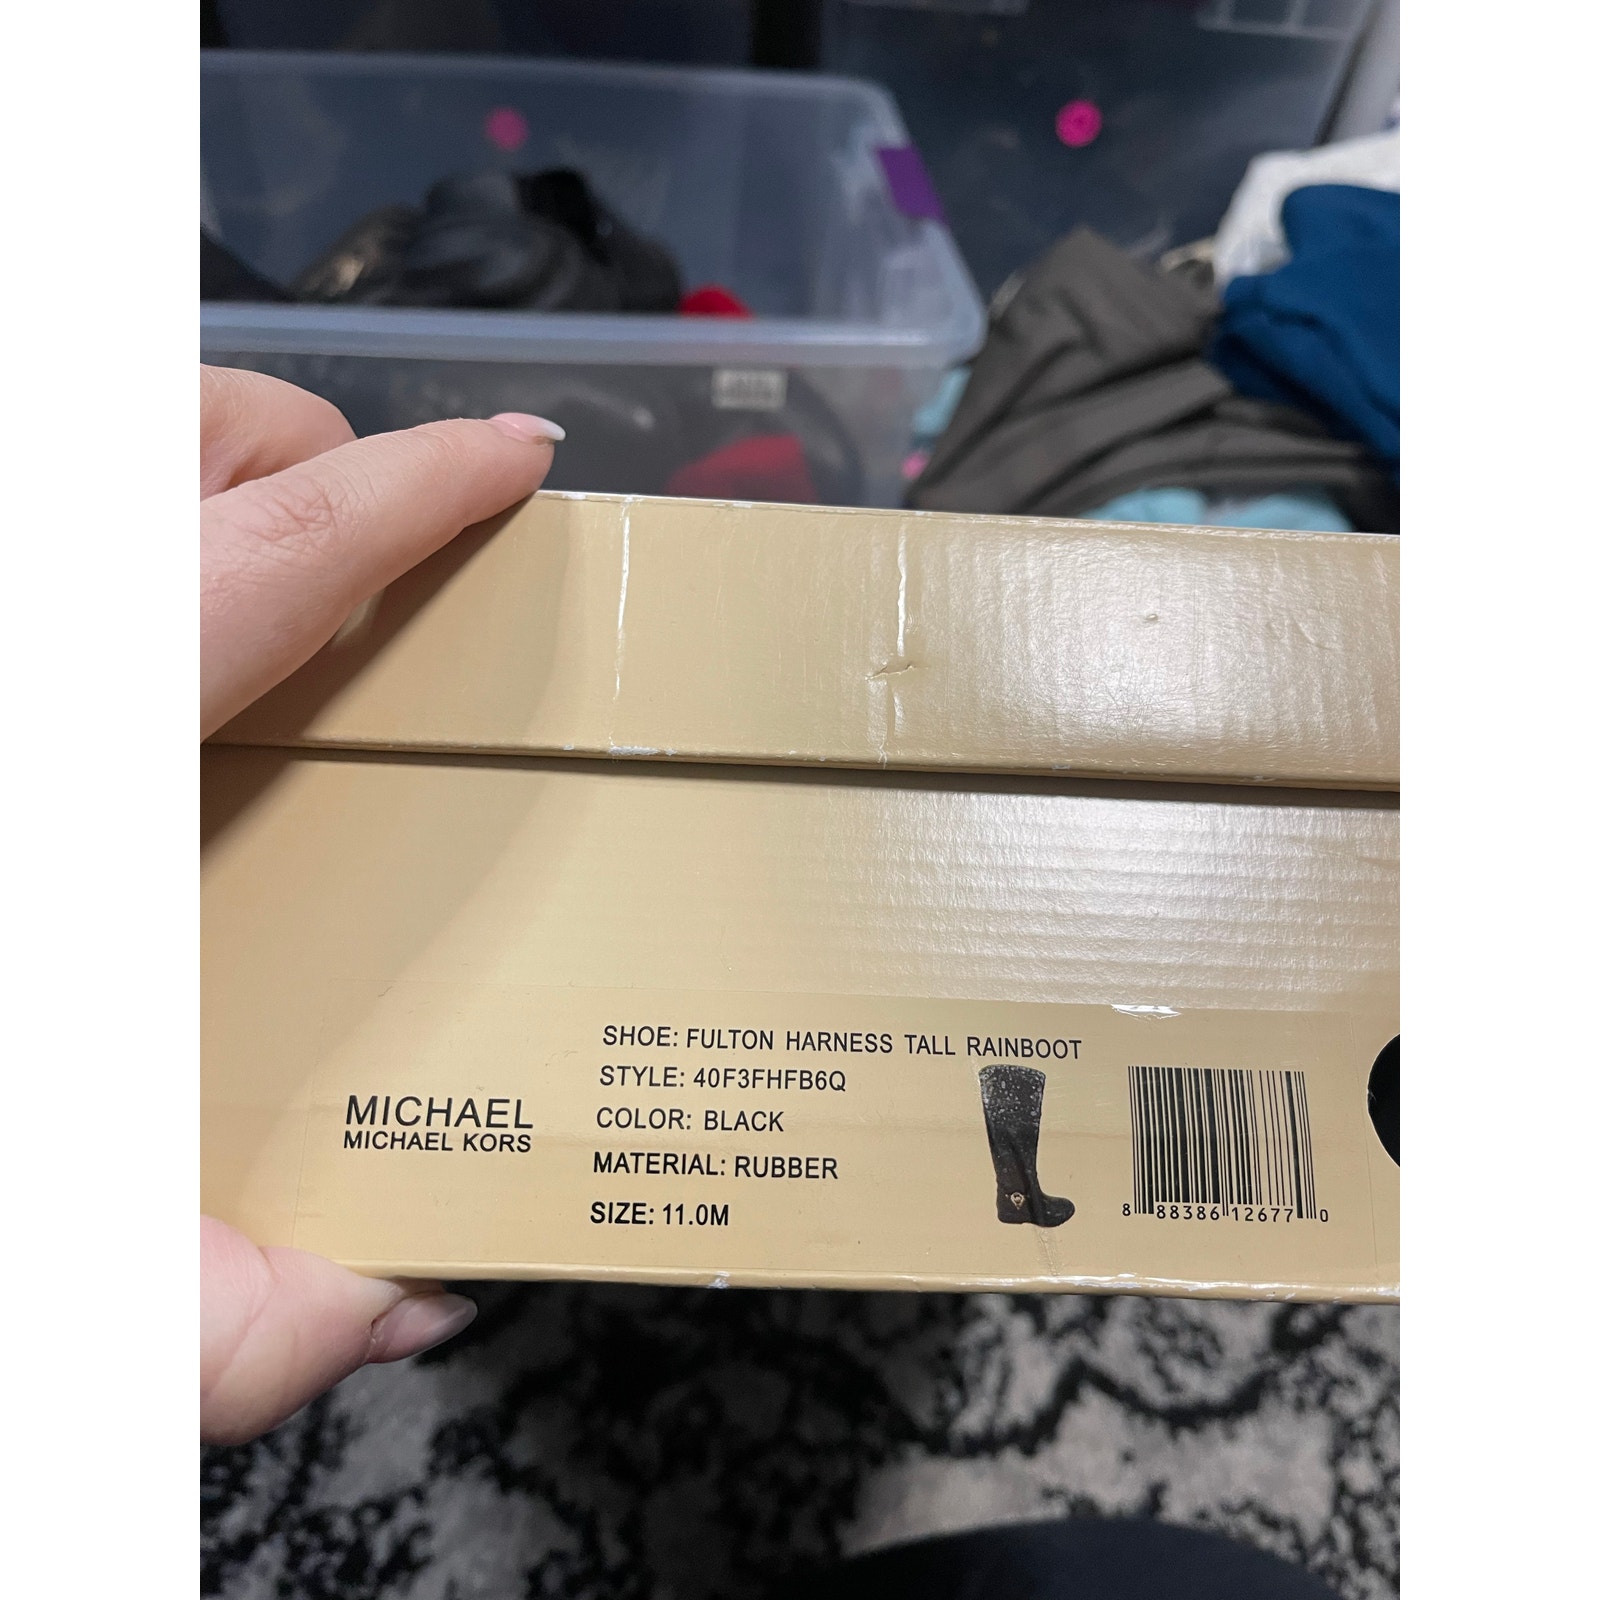 SHOE: FULTON HARNESS TALL RAINBOOT
STYLE: 40F3FHFB6Q
COLOR: BLACK
MATERIAL: RUBBER
SIZE: 11.0M
MICHAEL
MICHAEL KORS
8 88386 12677 0